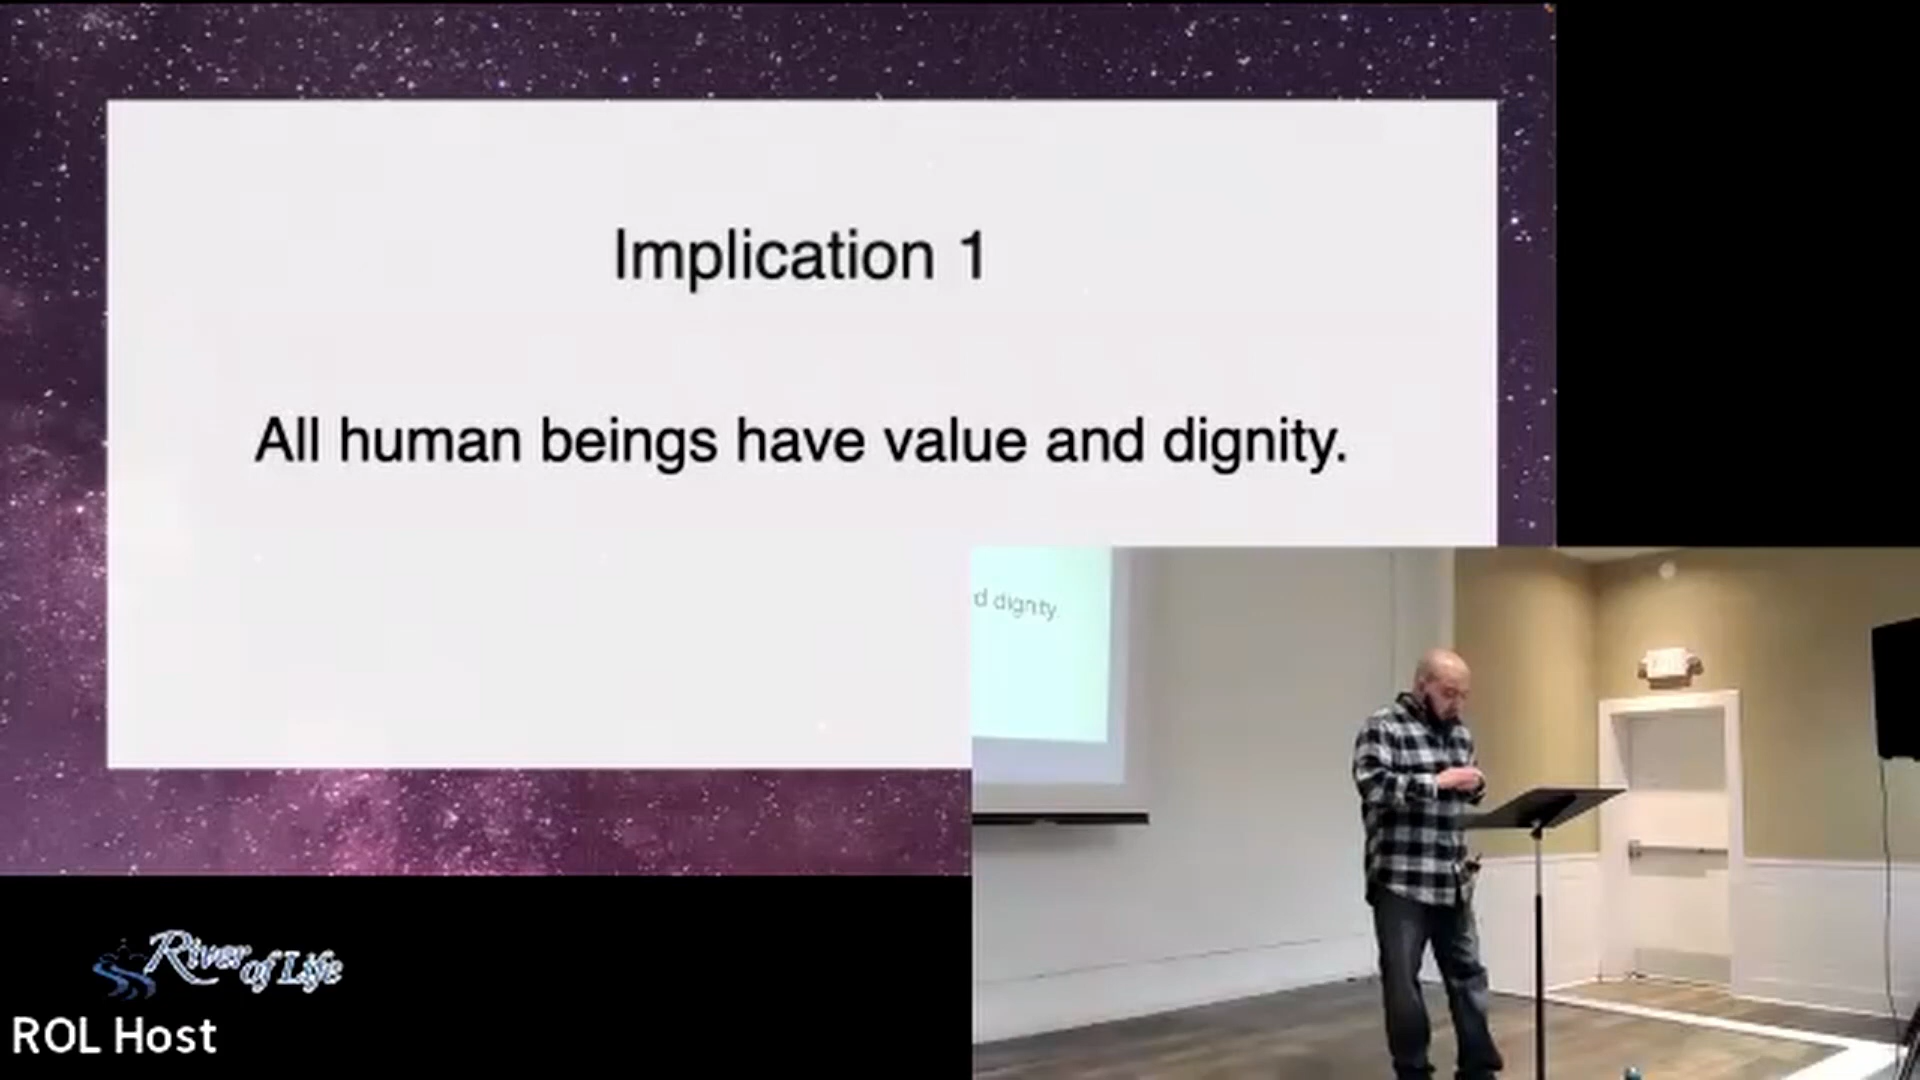 Implication 1
All human beings have value and dignity.
d dignity.
River of Life
ROL Host